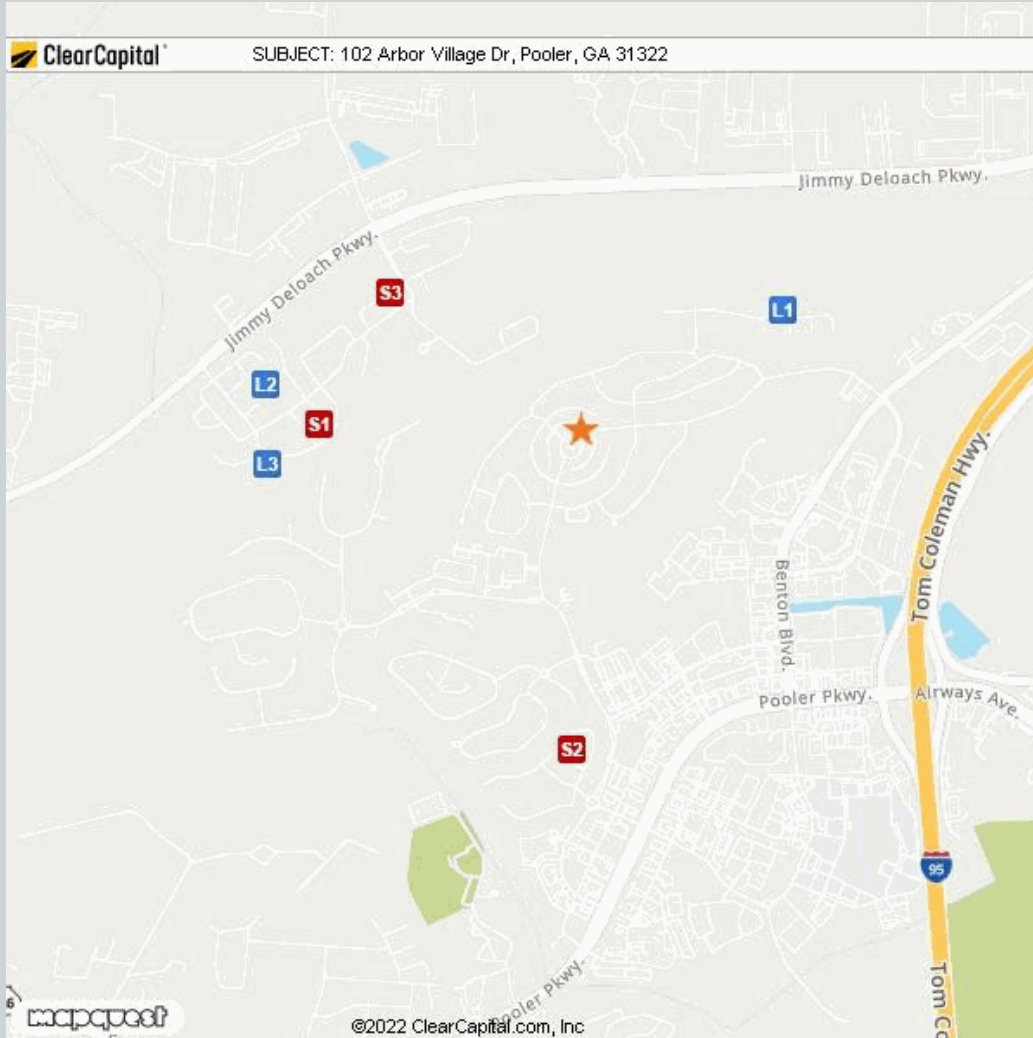 ClearCapital
SUBJECT: 102 Arbor Village Dr, Pooler, GA 31322
Jimmy Deloach Pkwy.
Jimmy Deloach Pkwy.
S3
L1
L2
S1
L3
Tom Coleman Hwy.
Benton Blvd.
Pooler Pkwy.
Airways Ave.
S2
95
Pooler Pkwy.
Tom Co
6
mapquest
©2022 ClearCapital.com, Inc